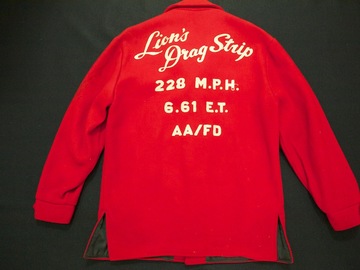 Lion's
Drag Strip
228 M.P.H.
6.61 E.T.
AA/FD